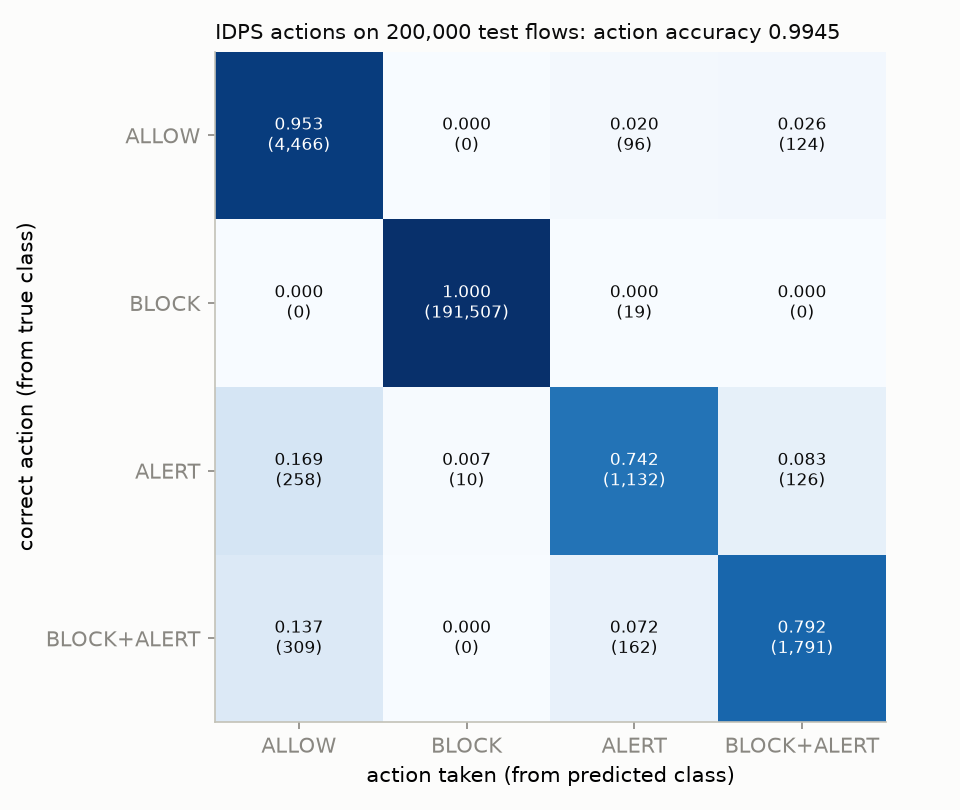 IDPS actions on 200,000 test flows: action accuracy 0.9945
correct action (from true class)
ALLOW
0.953
(4,466)
0.000
(0)
0.020
(96)
0.026
(124)
BLOCK
0.000
(0)
1.000
(191,507)
0.000
(19)
0.000
(0)
ALERT
0.169
(258)
0.007
(10)
0.742
(1,132)
0.083
(126)
BLOCK+ALERT
0.137
(309)
0.000
(0)
0.072
(162)
0.792
(1,791)
ALLOW
BLOCK
ALERT
BLOCK+ALERT
action taken (from predicted class)